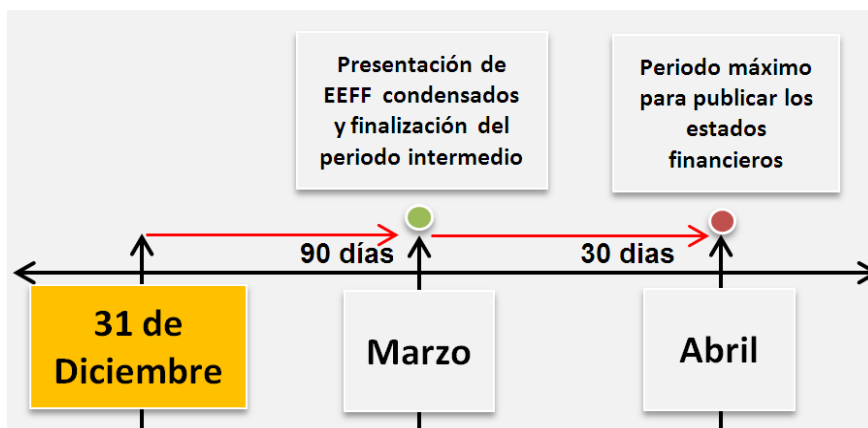 Presentación de
EEFF condensados
y finalización del
periodo intermedio
Periodo máximo
para publicar los
estados
financieros
90 días
30 dias
31 de
Diciembre
Marzo
Abril